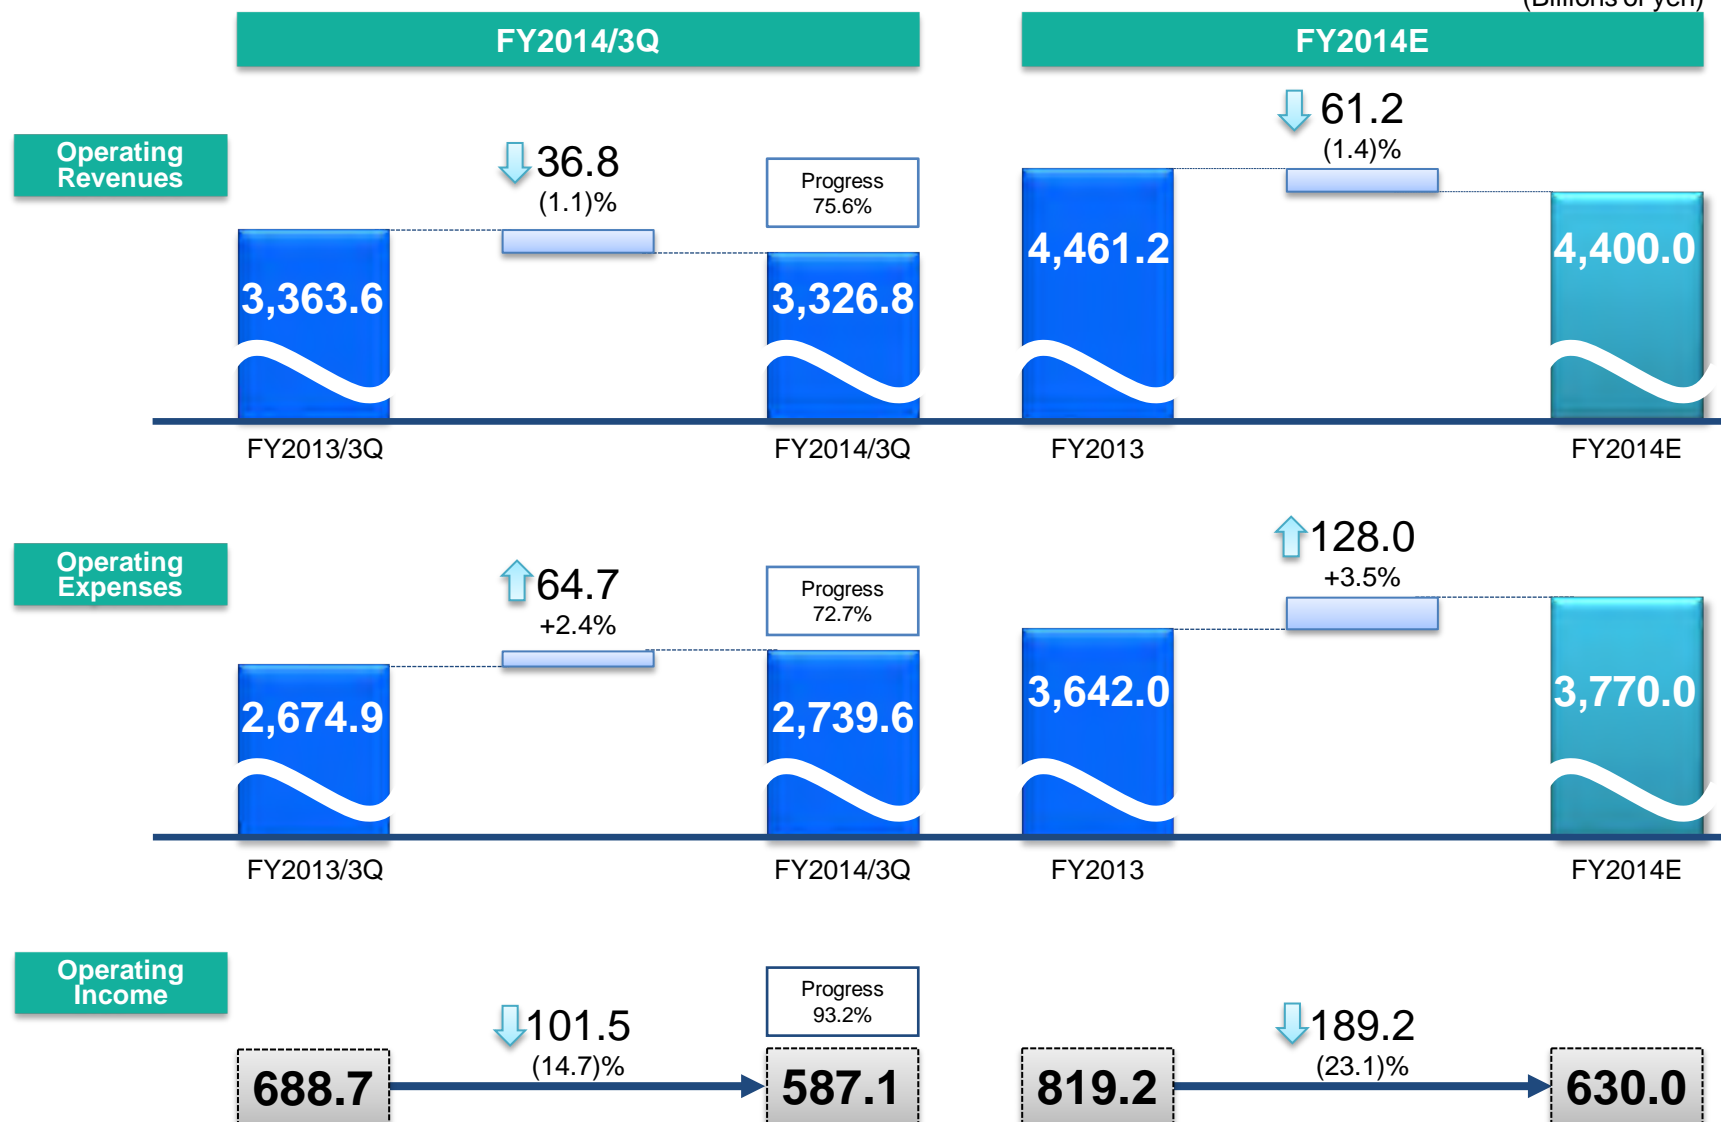 (Billions of yen)
FY2014/3Q
FY2014E
Operating
Revenues
36.8
(1.1)%
Progress
75.6%
61.2
(1.4)%
3,363.6
3,326.8
4,461.2
4,400.0
FY2013/3Q
FY2014/3Q
FY2013
FY2014E
Operating
Expenses
64.7
+2.4%
Progress
72.7%
128.0
+3.5%
2,674.9
2,739.6
3,642.0
3,770.0
FY2013/3Q
FY2014/3Q
FY2013
FY2014E
Operating
Income
101.5
(14.7)%
Progress
93.2%
189.2
(23.1)%
688.7
587.1
819.2
630.0